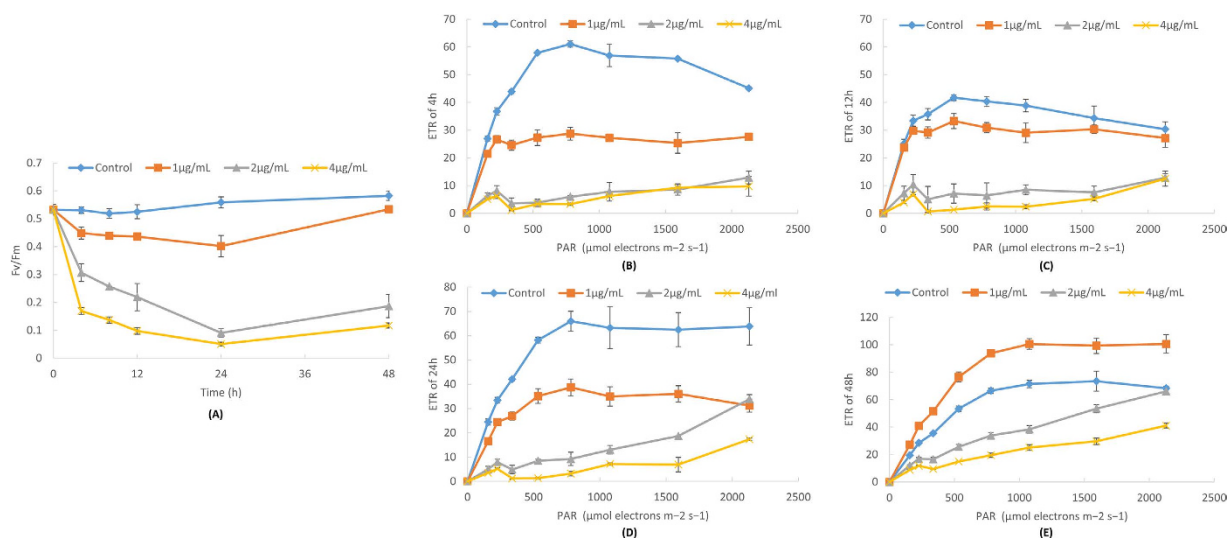 Control 1µg/mL 2µg/mL 4µg/mL
0.7
0.6
0.5
0.4
0.3
0.2
0.1
0
Fv/Fm
0 12 24 36 48
Time (h)
(A)
Control 1µg/mL 2µg/mL 4µg/mL
70
60
50
40
30
20
10
0
ETR of 4h
0 500 1000 1500 2000 2500
PAR (µmol electrons m−2 s−1)
(B)
Control 1µg/mL 2µg/mL 4µg/mL
70
60
50
40
30
20
10
0
ETR of 12h
0 500 1000 1500 2000 2500
PAR (µmol electrons m−2 s−1)
(C)
Control 1µg/mL 2µg/mL 4µg/ml
80
70
60
50
40
30
20
10
0
ETR of 24h
0 500 1000 1500 2000 2500
PAR (µmol electrons m−2 s−1)
(D)
Control 1µg/mL 2µg/mL 4µg/mL
120
100
80
60
40
20
0
ETR of 48h
0 500 1000 1500 2000 2500
PAR (µmol electrons m−2 s−1)
(E)